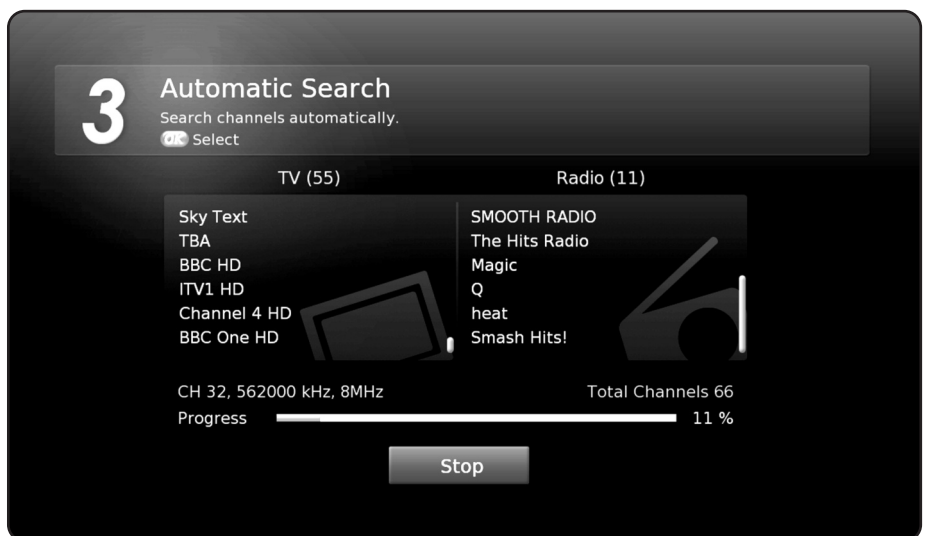 3
Automatic Search
Search channels automatically.
OK Select
TV (55)
Radio (11)
Sky Text
TBA
BBC HD
ITV1 HD
Channel 4 HD
BBC One HD
SMOOTH RADIO
The Hits Radio
Magic
Q
heat
Smash Hits!
CH 32, 562000 kHz, 8MHz
Total Channels 66
Progress
11 %
Stop